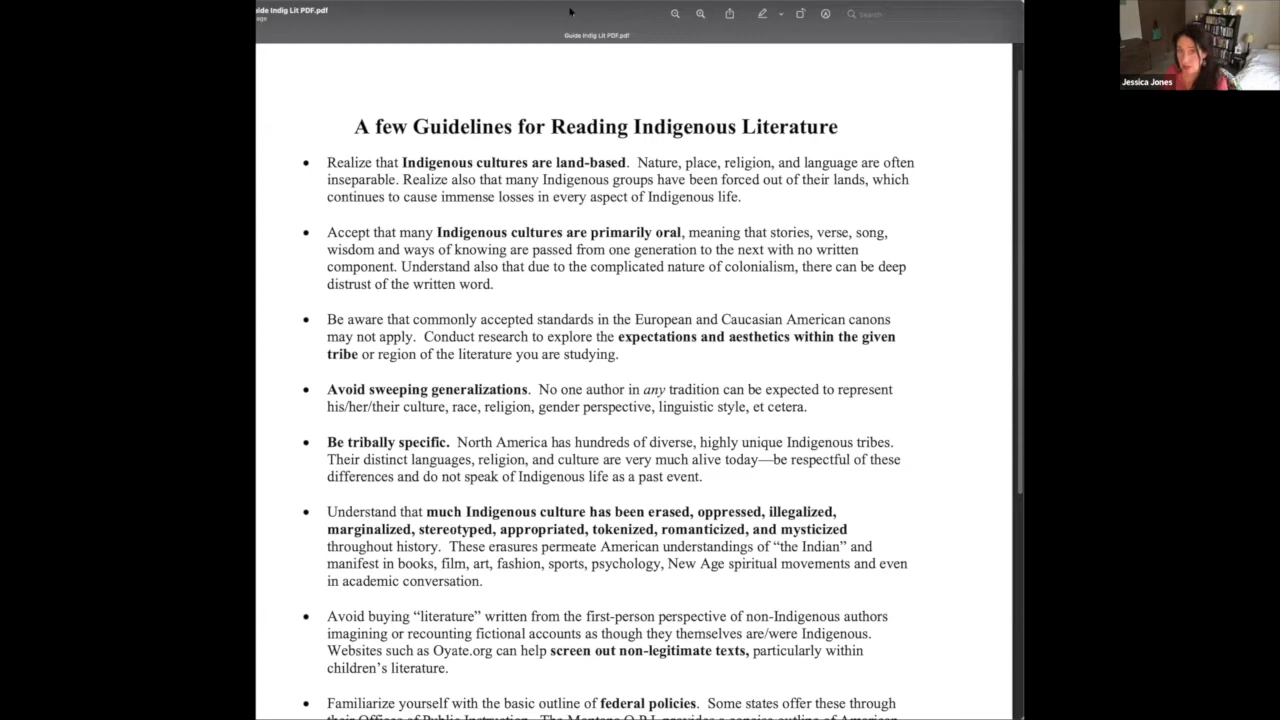 uide Indig Lit PDF.pdf
age
Search
Guide Indig Lit PDF.pdf
Jessica Jones
A few Guidelines for Reading Indigenous Literature
• Realize that Indigenous cultures are land-based. Nature, place, religion, and language are often
inseparable. Realize also that many Indigenous groups have been forced out of their lands, which
continues to cause immense losses in every aspect of Indigenous life.
• Accept that many Indigenous cultures are primarily oral, meaning that stories, verse, song,
wisdom and ways of knowing are passed from one generation to the next with no written
component. Understand also that due to the complicated nature of colonialism, there can be deep
distrust of the written word.
• Be aware that commonly accepted standards in the European and Caucasian American canons
may not apply. Conduct research to explore the expectations and aesthetics within the given
tribe or region of the literature you are studying.
• Avoid sweeping generalizations. No one author in any tradition can be expected to represent
his/her/their culture, race, religion, gender perspective, linguistic style, et cetera.
• Be tribally specific. North America has hundreds of diverse, highly unique Indigenous tribes.
Their distinct languages, religion, and culture are very much alive today—be respectful of these
differences and do not speak of Indigenous life as a past event.
• Understand that much Indigenous culture has been erased, oppressed, illegalized,
marginalized, stereotyped, appropriated, tokenized, romanticized, and mysticized
throughout history. These erasures permeate American understandings of “the Indian” and
manifest in books, film, art, fashion, sports, psychology, New Age spiritual movements and even
in academic conversation.
• Avoid buying “literature” written from the first-person perspective of non-Indigenous authors
imagining or recounting fictional accounts as though they themselves are/were Indigenous.
Websites such as Oyate.org can help screen out non-legitimate texts, particularly within
children’s literature.
• Familiarize yourself with the basic outline of federal policies. Some states offer these through
their Offices of Public Instruction. The Montana O.P.I. provides a concise outline of American